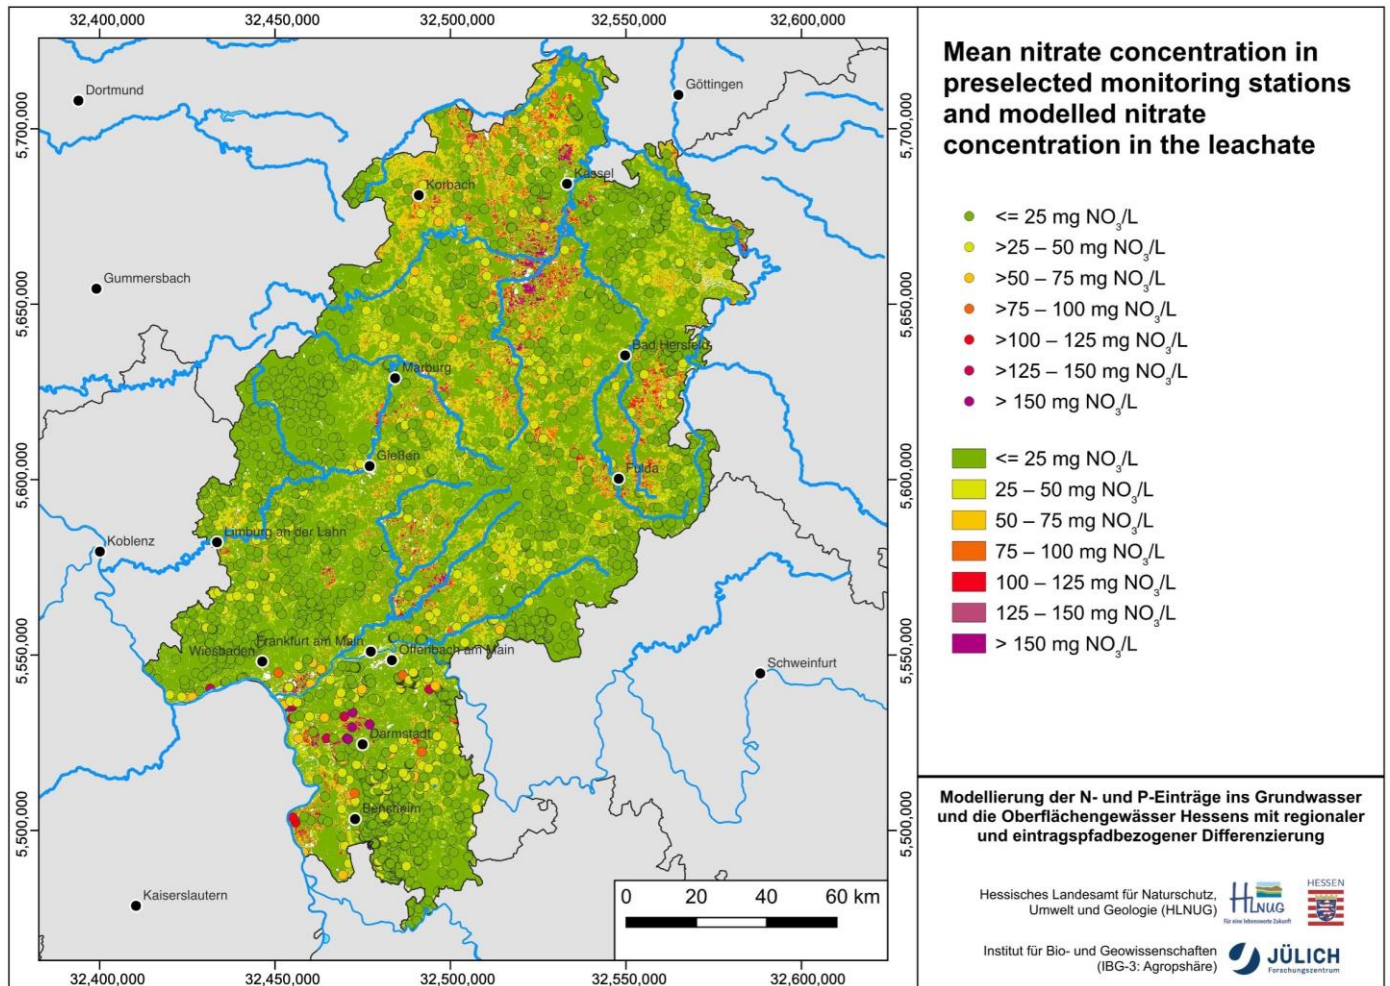 32,400,000 32,450,000 32,500,000 32,550,000 32,600,000
5,700,000
5,650,000
5,600,000
5,550,000
5,500,000
Dortmund
Göttingen
Kassel
Korbach
Gummersbach
Bad Hersfeld
Marburg
Gießen
Fulda
Koblenz
Limburg an der Lahn
Frankfurt am Main
Wiesbaden
Offenbach am Main
Schweinfurt
Darmstadt
Bensheim
Kaiserslautern
0 20 40 60 km
5,700,000
5,650,000
5,600,000
5,550,000
5,500,000
32,400,000 32,450,000 32,500,000 32,550,000 32,600,000
Mean nitrate concentration in
preselected monitoring stations
and modelled nitrate
concentration in the leachate
<= 25 mg NO₃/L
>25 – 50 mg NO₃/L
>50 – 75 mg NO₃/L
>75 – 100 mg NO₃/L
>100 – 125 mg NO₃/L
>125 – 150 mg NO₃/L
> 150 mg NO₃/L
<= 25 mg NO₃/L
25 – 50 mg NO₃/L
50 – 75 mg NO₃/L
75 – 100 mg NO₃/L
100 – 125 mg NO₃/L
125 – 150 mg NO₃/L
> 150 mg NO₃/L
Modellierung der N- und P-Einträge ins Grundwasser
und die Oberflächengewässer Hessens mit regionaler
und eintragspfadbezogener Differenzierung
Hessisches Landesamt für Naturschutz,
Umwelt und Geologie (HLNUG)
HLNUG
Für eine lebenswerte Zukunft
HESSEN
Institut für Bio- und Geowissenschaften
(IBG-3: Agropshäre)
JÜLICH
Forschungszentrum